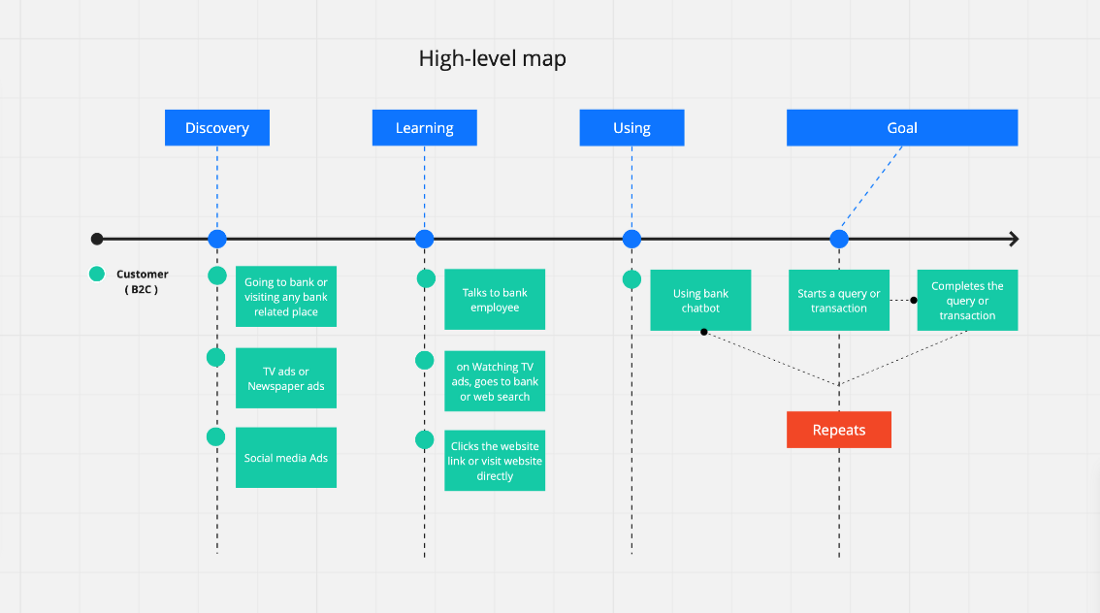 High-level map
Discovery
Learning
Using
Goal
Customer
( B2C )
Going to bank or
visiting any bank
related place
TV ads or
Newspaper ads
Social media Ads
Talks to bank
employee
on Watching TV
ads, goes to bank
or web search
Clicks the website
link or visit website
directly
Using bank
chatbot
Starts a query or
transaction
Completes the
query or
transaction
Repeats